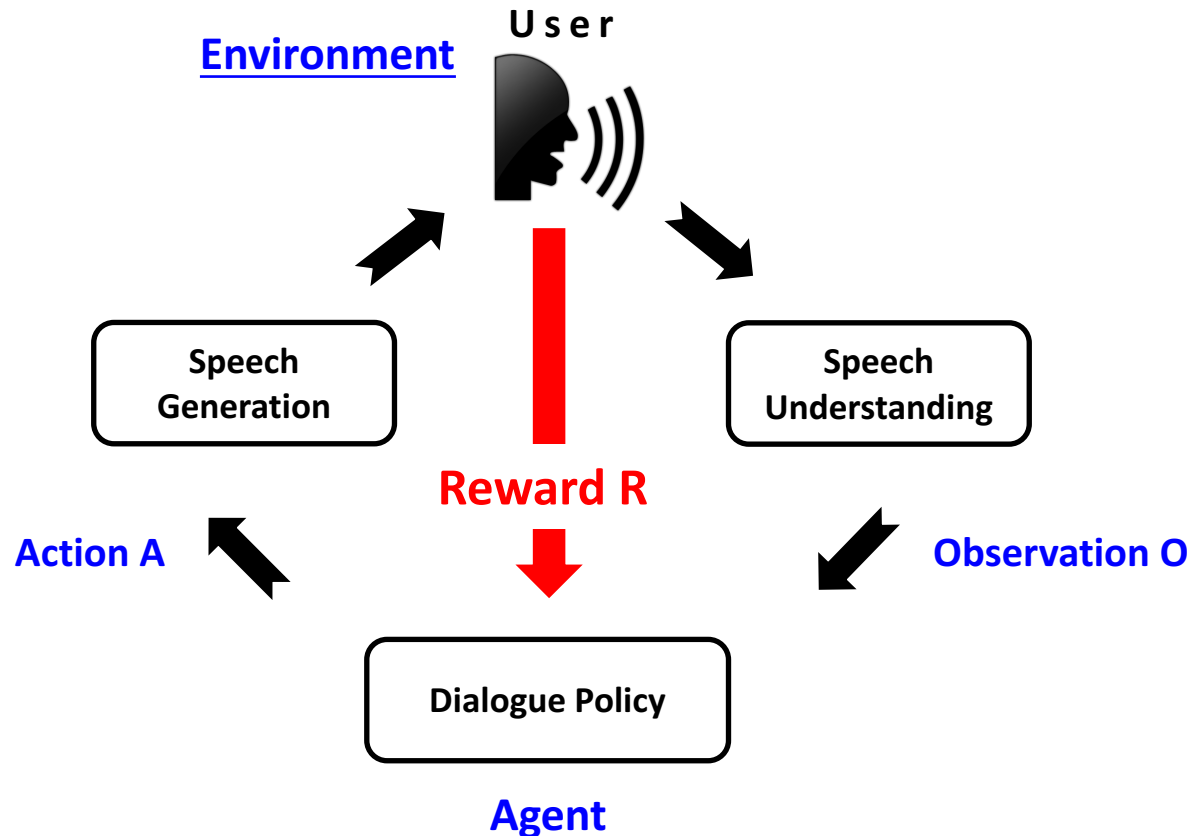 User
Environment
Speech
Generation
Speech
Understanding
Reward R
Action A
Observation O
Dialogue Policy
Agent